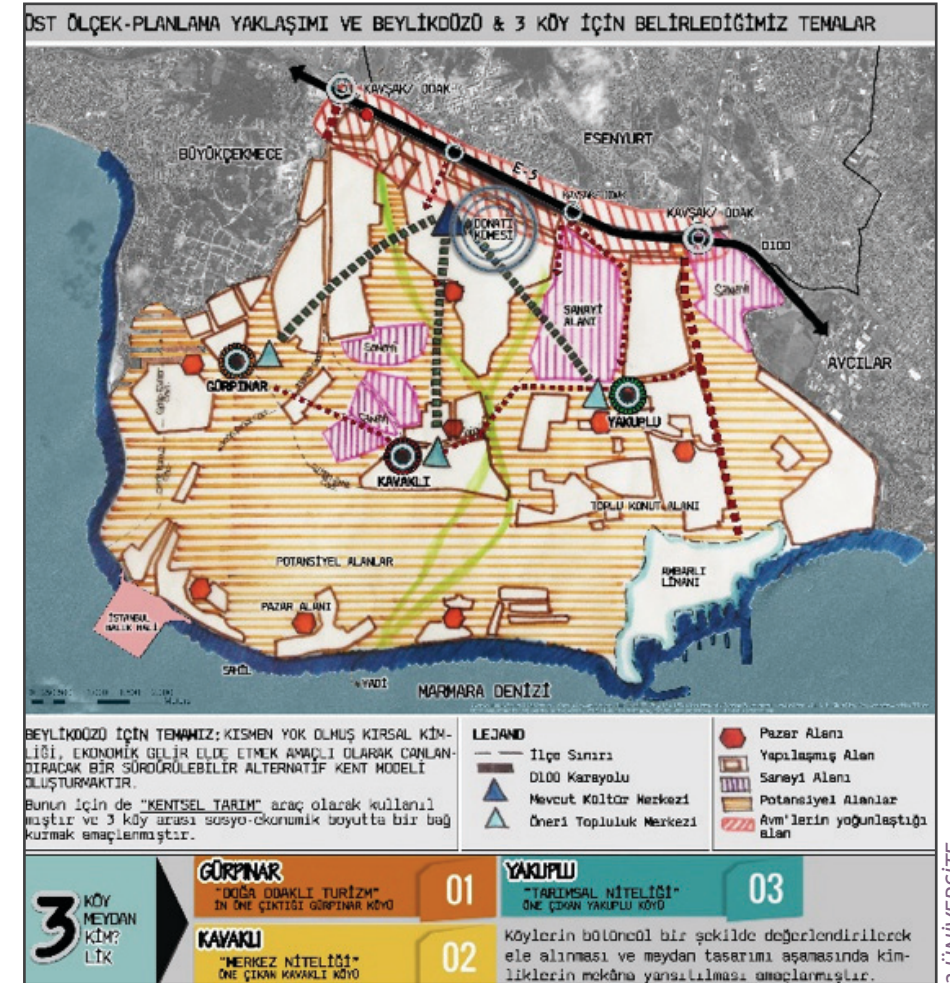 ÜST ÖLÇEK-PLANLAMA YAKLAŞIMI VE BEYLİKDÜZÜ & 3 KÖY İÇİN BELİRLEDİĞİMİZ TEMALAR
KAVŞAK/ ODAK
BÜYÜKÇEKMECE
ESENYURT
E-5
KAVŞAK/ ODAK
KAVŞAK/ ODAK
DONATI
KÜMESİ
D100
SANAYİ
ALANI
Sanayi
Sanayi
AVCILAR
GÜRPINAR
Sanayi
YAKUPLU
KAVAKLI
TOPLU KONUT ALANI
POTANSİYEL ALANLAR
AMBARLI
LİMANI
PAZAR ALANI
İSTANBUL
BALIK HALİ
SAHİL
VADİ
MARMARA DENİZİ
BEYLİKDÜZÜ İÇİN TEMAMIZ; KISMEN YOK OLMUŞ KIRSAL KİM-
LİĞİ, EKONOMİK GELİR ELDE ETMEK AMAÇLI OLARAK CANLAN-
DIRACAK BİR SÜRDÜRÜLEBİLİR ALTERNATİF KENT MODELİ
OLUŞTURMAKTIR.
Bunun için de "KENTSEL TARIM" araç olarak kullanıl
mıştır ve 3 köy arası sosyo-ekonomik boyutta bir bağ
kurmak amaçlanmıştır.
LEJAND
İlçe Sınırı
D100 Karayolu
Mevcut Kültür Merkezi
Öneri Topluluk Merkezi
Pazar Alanı
Yapılaşmış Alan
Sanayi Alanı
Potansiyel Alanlar
Avm'lerin yoğunlaştığı
alan
3 KÖY
MEYDAN
KİM?
LİK
GÜRPINAR
"DOĞA ODAKLI TURİZM"
IN ÖNE ÇIKTIĞI GÜRPINAR KÖYÜ
01
KAVAKLI
"MERKEZ NİTELİĞİ"
ÖNE ÇIKAN KAVAKLI KÖYÜ
02
YAKUPLU
"TARIMSAL NİTELİĞİ"
ÖNE ÇIKAN YAKUPLU KÖYÜ
03
Köylerin bütüncül bir şekilde değerlendirilerek
ele alınması ve meydan tasarımı aşamasında kim-
liklerin mekâna yansıtılması amaçlanmıştır.
ÜNİVERSİTE